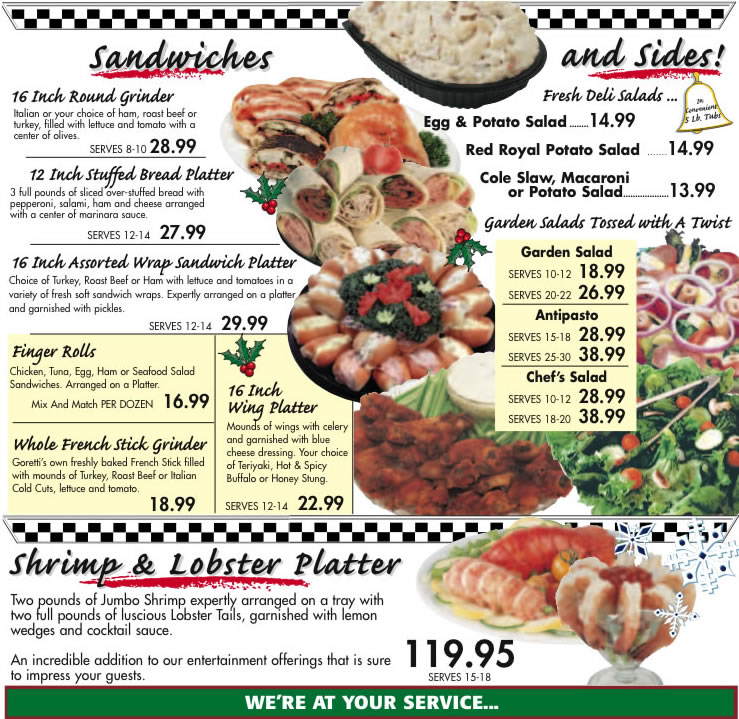 Sandwiches
and Sides!
16 Inch Round Grinder
Italian or your choice of ham, roast beef or
turkey, filled with lettuce and tomato with a
center of olives.
SERVES 8-10 28.99
12 Inch Stuffed Bread Platter
3 full pounds of sliced over-stuffed bread with
pepperoni, salami, ham and cheese arranged
with a center of marinara sauce.
SERVES 12-14 27.99
16 Inch Assorted Wrap Sandwich Platter
Choice of Turkey, Roast Beef or Ham with lettuce and tomatoes in a
variety of fresh soft sandwich wraps. Expertly arranged on a platter
and garnished with pickles.
SERVES 12-14 29.99
Finger Rolls
Chicken, Tuna, Egg, Ham or Seafood Salad
Sandwiches. Arranged on a Platter.
Mix And Match PER DOZEN 16.99
Whole French Stick Grinder
Goretti's own freshly baked French Stick filled
with mounds of Turkey, Roast Beef or Italian
Cold Cuts, lettuce and tomato.
18.99
16 Inch
Wing Platter
Mounds of wings with celery
and garnished with blue
cheese dressing. Your choice
of Teriyaki, Hot & Spicy
Buffalo or Honey Stung.
SERVES 12-14 22.99
Fresh Deli Salads ...
In
Convenient
5 Lb. Tubs
Egg & Potato Salad ........14.99
Red Royal Potato Salad .......14.99
Cole Slaw, Macaroni
or Potato Salad...................13.99
Garden Salads Tossed with A Twist
Garden Salad
SERVES 10-12 18.99
SERVES 20-22 26.99
Antipasto
SERVES 15-18 28.99
SERVES 25-30 38.99
Chef's Salad
SERVES 10-12 28.99
SERVES 18-20 38.99
Shrimp & Lobster Platter
Two pounds of Jumbo Shrimp expertly arranged on a tray with
two full pounds of luscious Lobster Tails, garnished with lemon
wedges and cocktail sauce.
An incredible addition to our entertainment offerings that is sure
to impress your guests.
119.95
SERVES 15-18
WE'RE AT YOUR SERVICE...